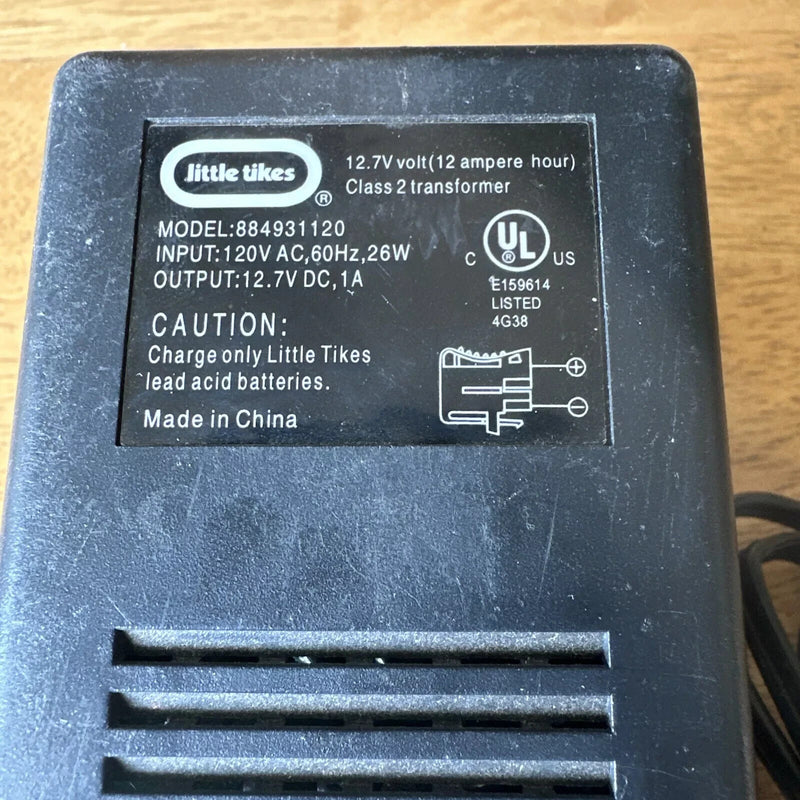 little tikes
®
12.7V volt(12 ampere hour)
Class 2 transformer
MODEL:884931120
INPUT:120V AC,60Hz,26W
OUTPUT:12.7V DC,1A
C UL ® US
E159614
LISTED
4G38
CAUTION:
Charge only Little Tikes
lead acid batteries.
Made in China
+
−